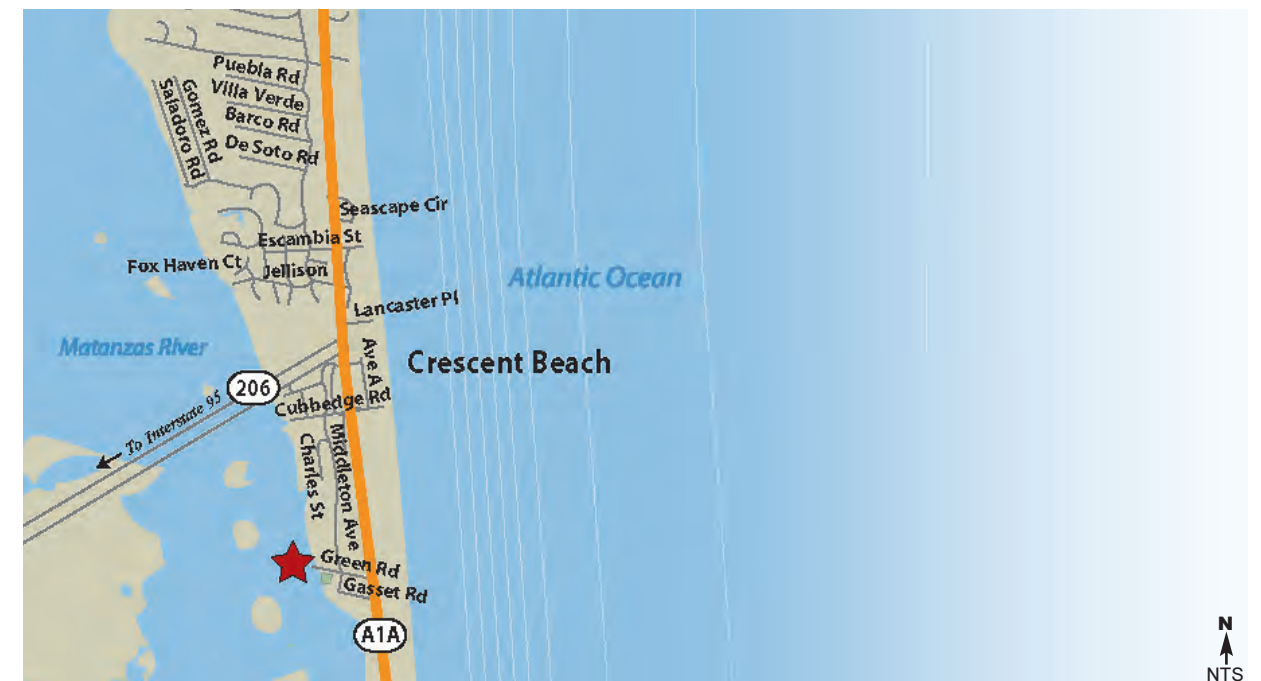 Puebla Rd
Villa Verde
Barco Rd
De Soto Rd
Gomez Rd
Saladoro Rd
Seascape Cir
Escambia St
Fox Haven Ct
Jellison
Atlantic Ocean
Lancaster Pl
Matanzas River
Ave A
Crescent Beach
206
Cubbedge Rd
To Interstate 95
Charles St
Middleton Ave
Green Rd
Gasset Rd
A1A
N
NTS